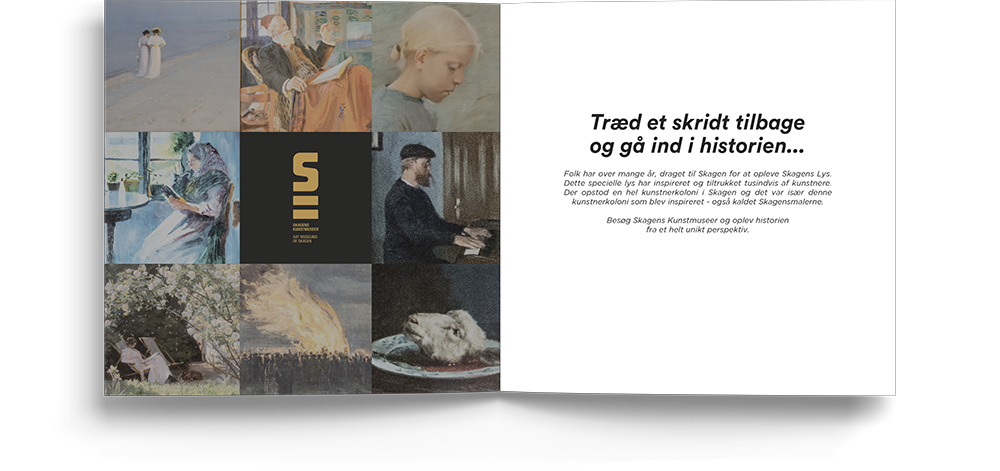 SKAGENS
KUNSTMUSEER
ART MUSEUMS
OF SKAGEN
Træd et skridt tilbage
og gå ind i historien...
Folk har over mange år, draget til Skagen for at opleve Skagens Lys.
Dette specielle lys har inspireret og tiltrukket tusindvis af kunstnere.
Der opstod en hel kunstnerkoloni i Skagen og det var især denne
kunstnerkoloni som blev inspireret - også kaldet Skagensmalerne.
Besøg Skagens Kunstmuseer og oplev historien
fra et helt unikt perspektiv.